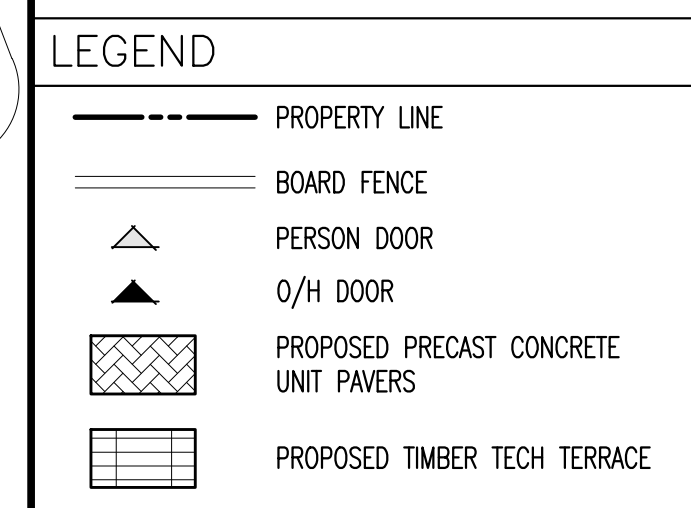 LEGEND
PROPERTY LINE
BOARD FENCE
PERSON DOOR
O/H DOOR
PROPOSED PRECAST CONCRETE
UNIT PAVERS
PROPOSED TIMBER TECH TERRACE